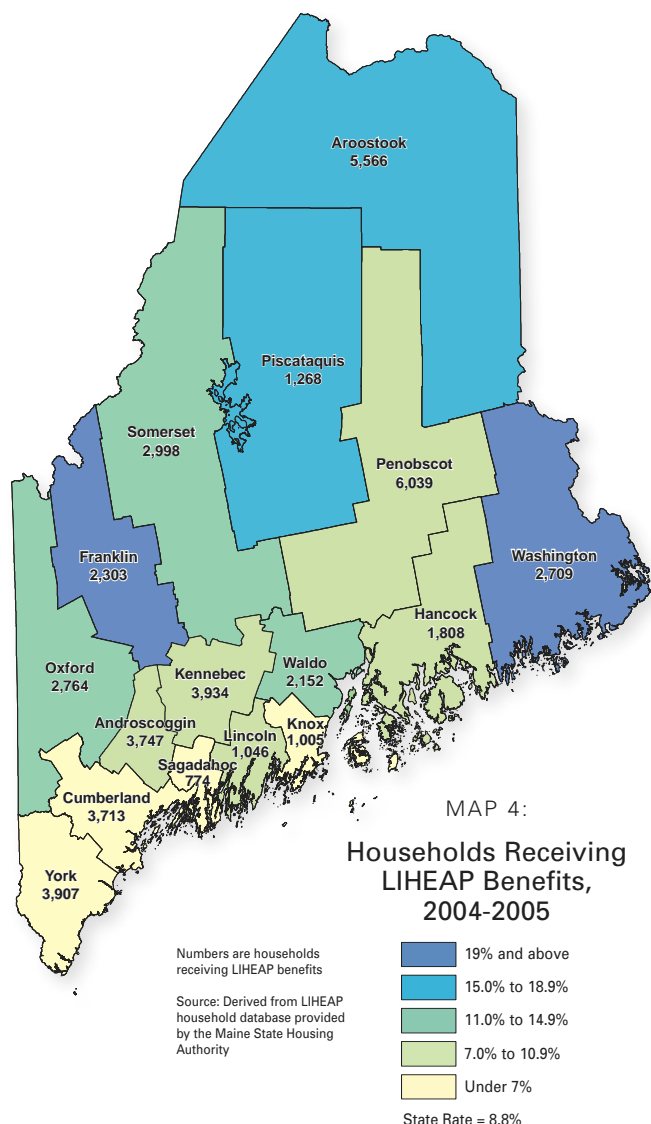 Aroostook
5,566
Piscataquis
1,268
Somerset
2,998
Penobscot
6,039
Franklin
2,303
Washington
2,709
Hancock
1,808
Oxford
2,764
Kennebec
3,934
Waldo
2,152
Androscoggin
3,747
Lincoln
1,046
Knox
1,005
Sagadahoc
774
Cumberland
3,713
York
3,907
MAP 4:
Households Receiving
LIHEAP Benefits,
2004-2005
Numbers are households
receiving LIHEAP benefits
Source: Derived from LIHEAP
household database provided
by the Maine State Housing
Authority
19% and above
15.0% to 18.9%
11.0% to 14.9%
7.0% to 10.9%
Under 7%
State Rate = 8.8%